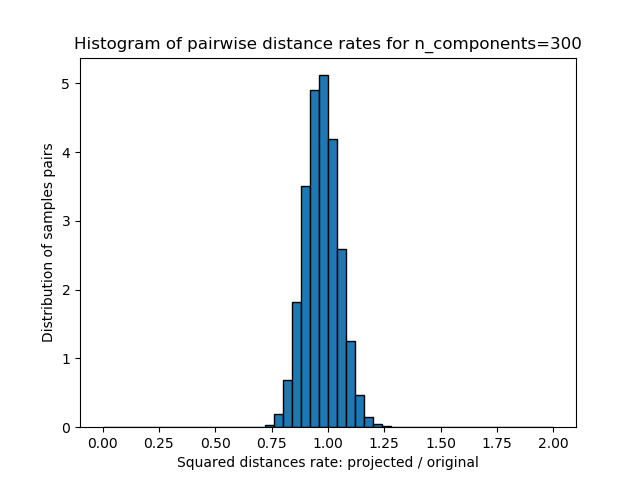 Histogram of pairwise distance rates for n_components=300
Distribution of samples pairs
5
4
3
2
1
0
0.00 0.25 0.50 0.75 1.00 1.25 1.50 1.75 2.00
Squared distances rate: projected / original